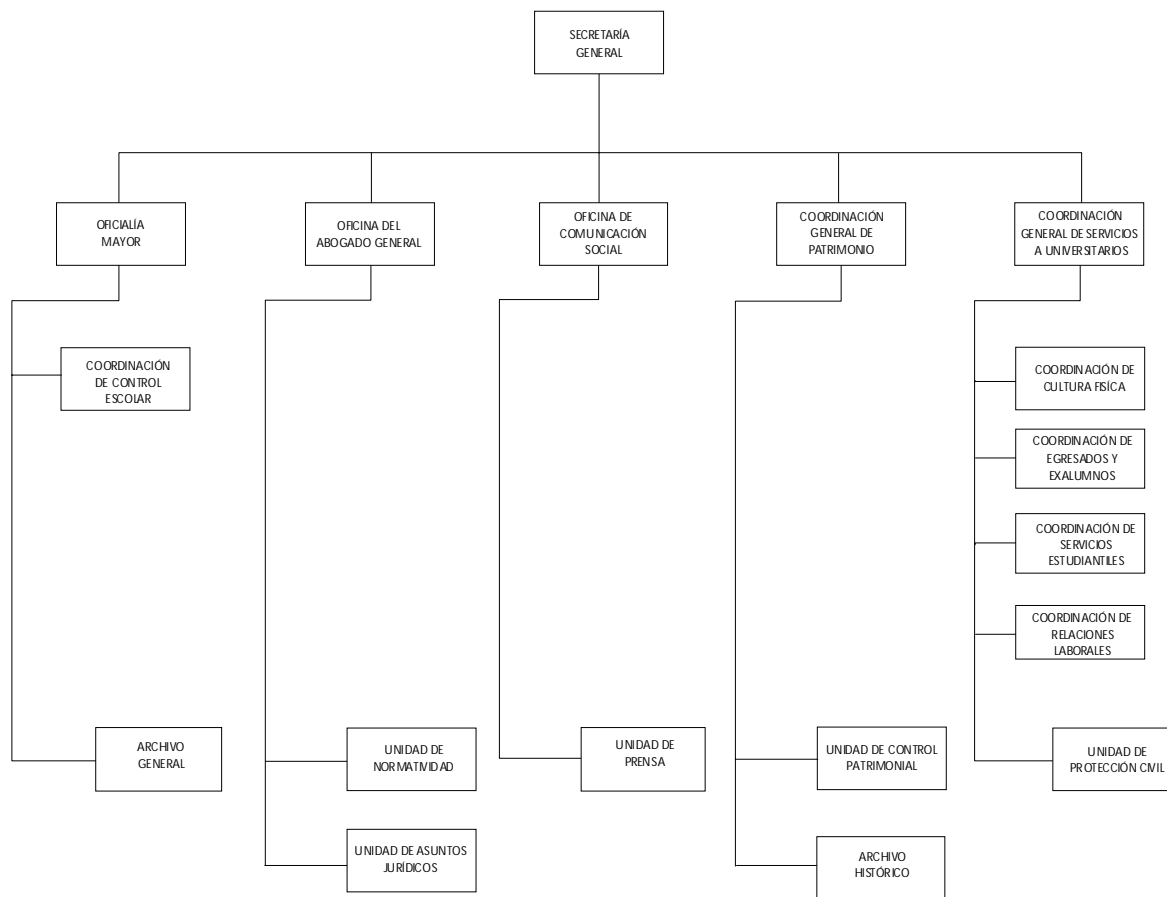 SECRETARÍA
GENERAL
OFICIALÍA
MAYOR
OFICINA DEL
ABOGADO GENERAL
OFICINA DE
COMUNICACIÓN
SOCIAL
COORDINACIÓN
GENERAL DE
PATRIMONIO
COORDINACIÓN
GENERAL DE SERVICIOS
A UNIVERSITARIOS
COORDINACIÓN
DE CONTROL
ESCOLAR
ARCHIVO
GENERAL
UNIDAD DE
NORMATIVIDAD
UNIDAD DE ASUNTOS
JURÍDICOS
UNIDAD DE
PRENSA
UNIDAD DE CONTROL
PATRIMONIAL
ARCHIVO
HISTÓRICO
COORDINACIÓN DE
CULTURA FISÍCA
COORDINACIÓN DE
EGRESADOS Y
EXALUMNOS
COORDINACIÓN DE
SERVICIOS
ESTUDIANTILES
COORDINACIÓN DE
RELACIONES
LABORALES
UNIDAD DE
PROTECCIÓN CIVIL